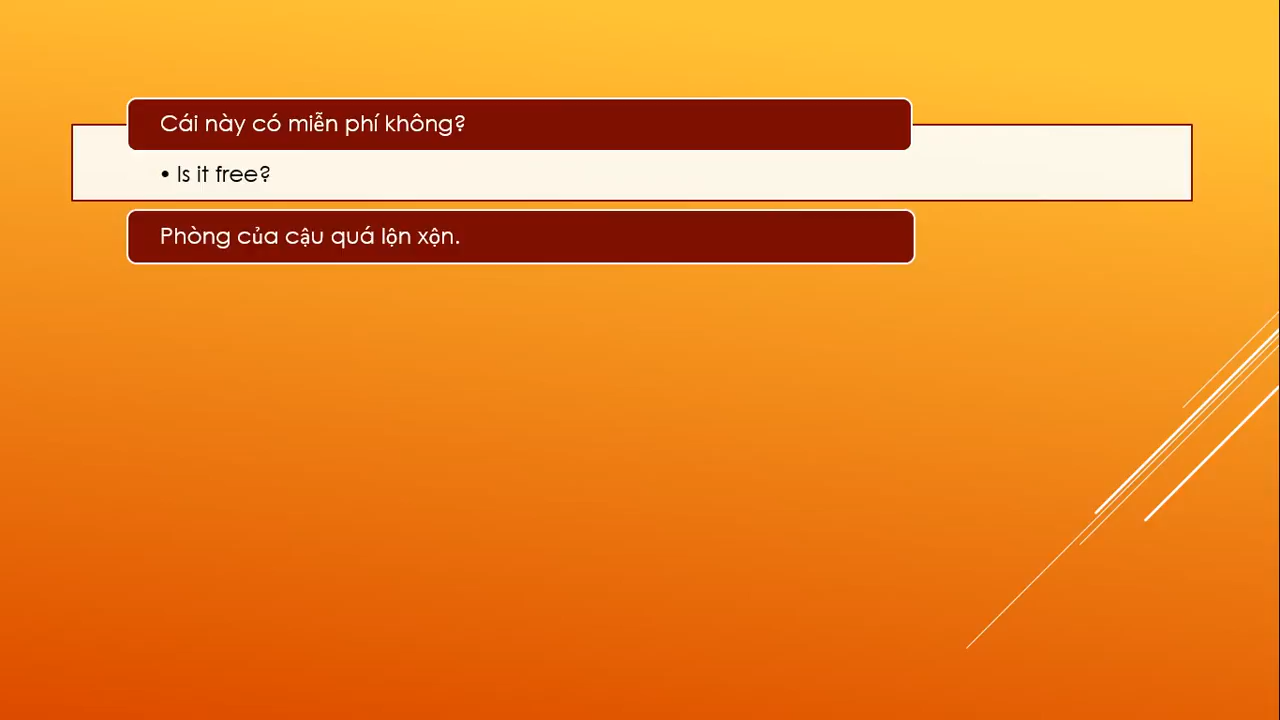 Cái này có miễn phí không?
• Is it free?
Phòng của cậu quá lộn xộn.